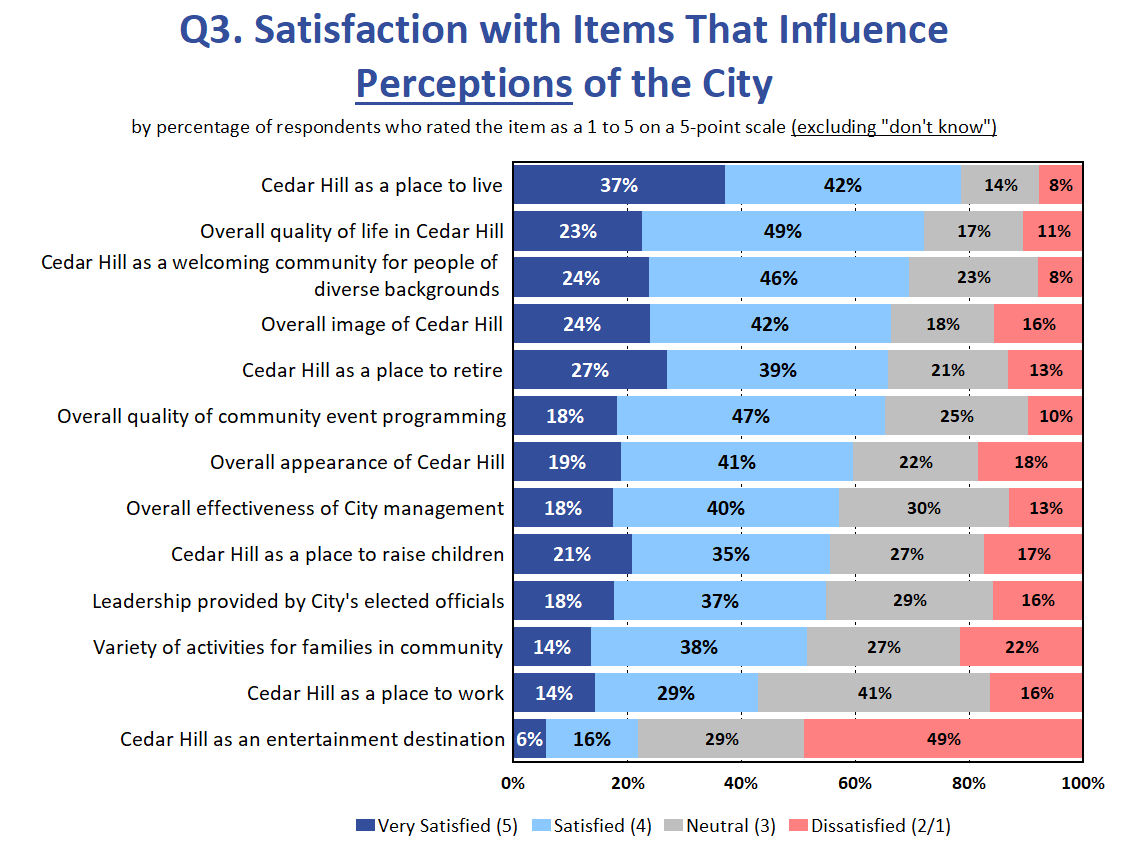 Q3. Satisfaction with Items That Influence
Perceptions of the City
by percentage of respondents who rated the item as a 1 to 5 on a 5-point scale (excluding "don't know")
Cedar Hill as a place to live 37% 42% 14% 8%
Overall quality of life in Cedar Hill 23% 49% 17% 11%
Cedar Hill as a welcoming community for people of
diverse backgrounds 24% 46% 23% 8%
Overall image of Cedar Hill 24% 42% 18% 16%
Cedar Hill as a place to retire 27% 39% 21% 13%
Overall quality of community event programming 18% 47% 25% 10%
Overall appearance of Cedar Hill 19% 41% 22% 18%
Overall effectiveness of City management 18% 40% 30% 13%
Cedar Hill as a place to raise children 21% 35% 27% 17%
Leadership provided by City's elected officials 18% 37% 29% 16%
Variety of activities for families in community 14% 38% 27% 22%
Cedar Hill as a place to work 14% 29% 41% 16%
Cedar Hill as an entertainment destination 6% 16% 29% 49%
0% 20% 40% 60% 80% 100%
Very Satisfied (5) Satisfied (4) Neutral (3) Dissatisfied (2/1)